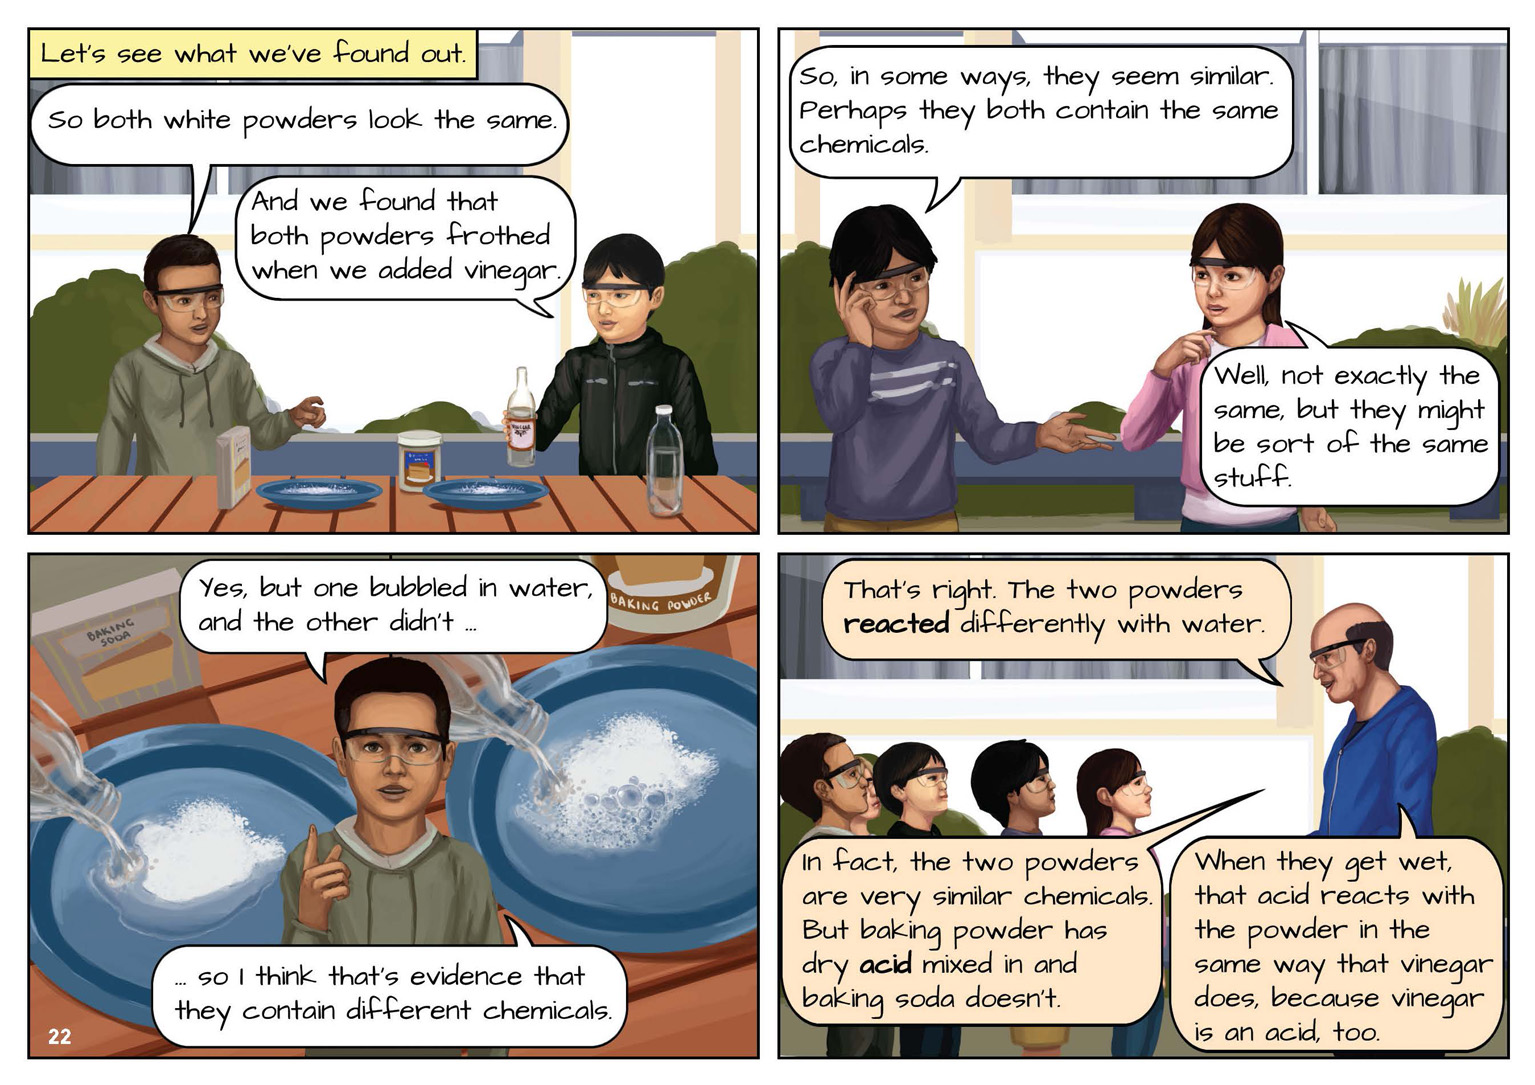 Let's see what we've found out.
So both white powders look the same.
And we found that
both powders frothed
when we added vinegar.
So, in some ways, they seem similar.
Perhaps they both contain the same
chemicals.
Well, not exactly the
same, but they might
be sort of the same
stuff.
Yes, but one bubbled in water,
and the other didn't ...
BAKING POWDER
BAKING
SODA
... so I think that's evidence that
they contain different chemicals.
22
That's right. The two powders
reacted differently with water.
In fact, the two powders
are very similar chemicals.
But baking powder has
dry acid mixed in and
baking soda doesn't.
When they get wet,
that acid reacts with
the powder in the
same way that vinegar
does, because vinegar
is an acid, too.